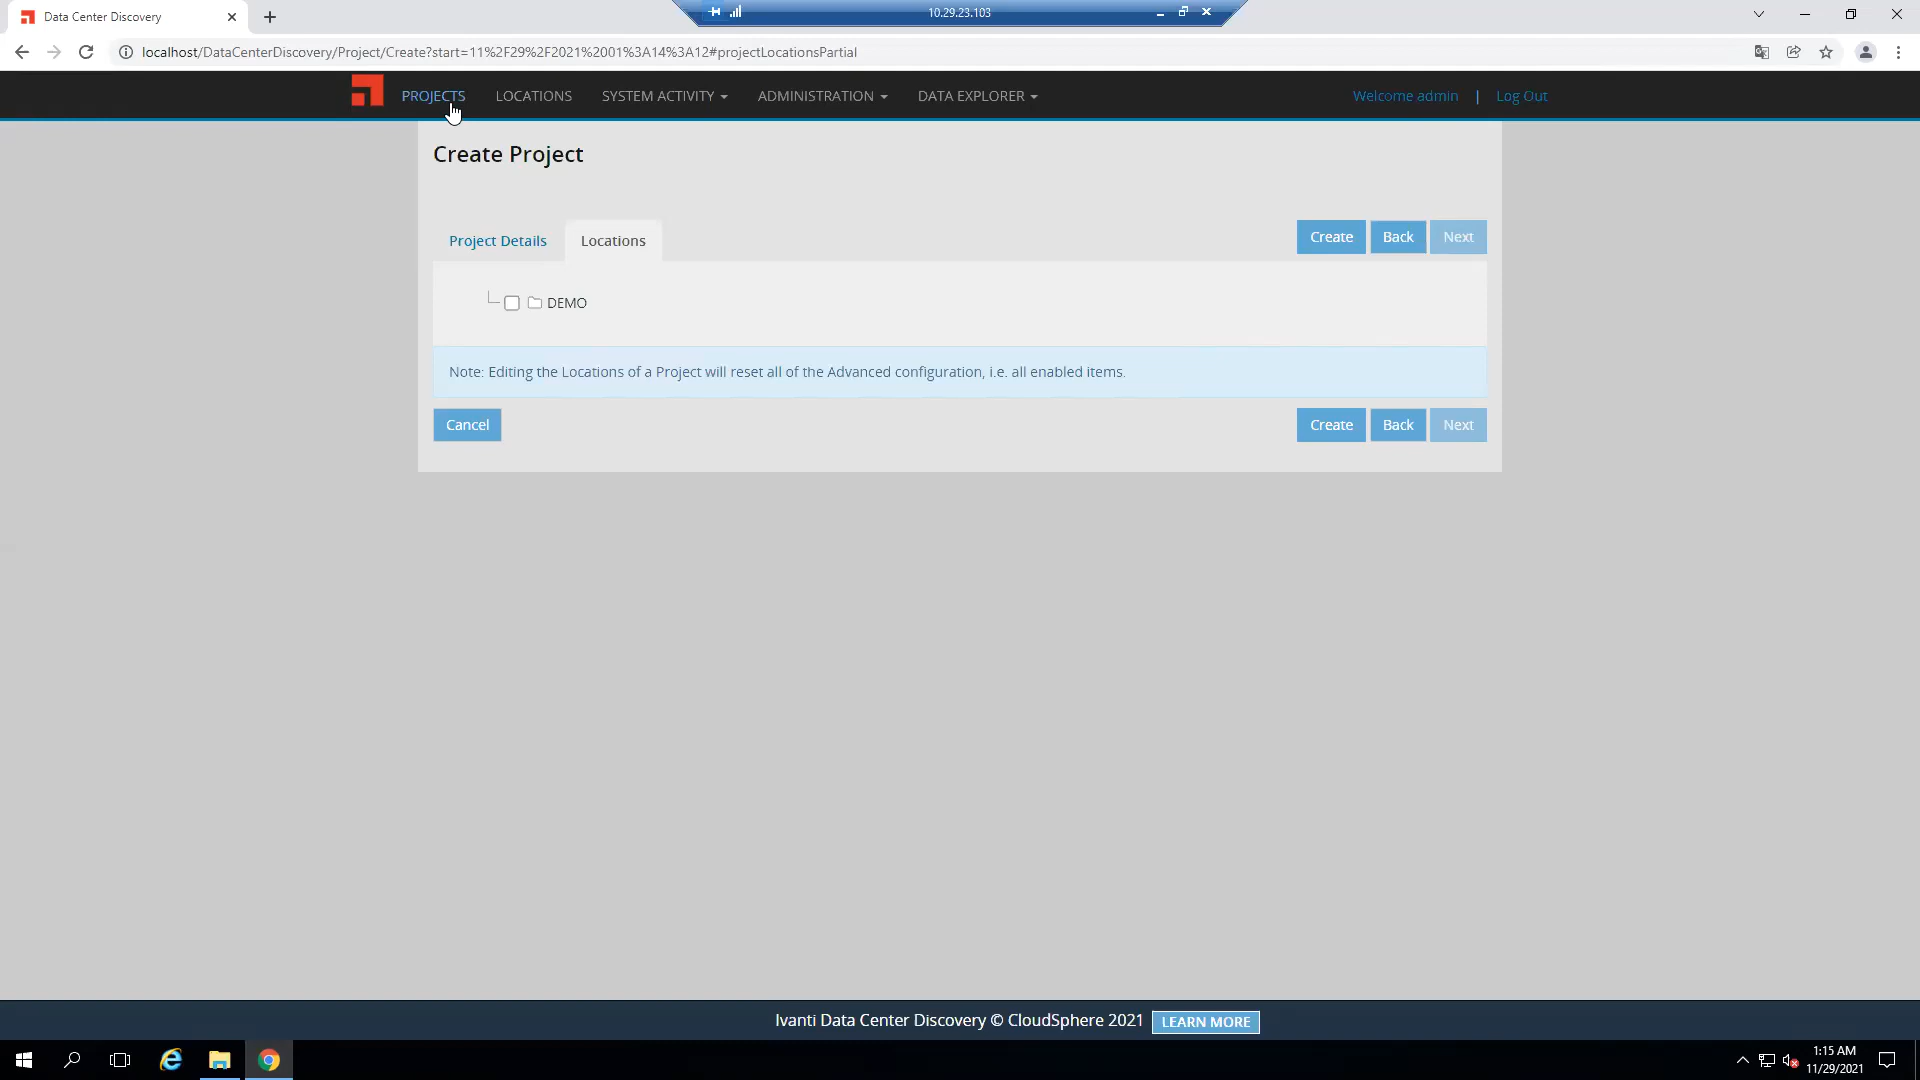 Data Center Discovery
10.29.23.103
localhost/DataCenterDiscovery/Project/Create?start=11%2F29%2F2021%2001%3A14%3A12#projectLocationsPartial
PROJECTS LOCATIONS SYSTEM ACTIVITY ADMINISTRATION DATA EXPLORER Welcome admin | Log Out
Create Project
Project Details Locations Create Back Next
DEMO
Note: Editing the Locations of a Project will reset all of the Advanced configuration, i.e. all enabled items.
Cancel Create Back Next
Ivanti Data Center Discovery © CloudSphere 2021 LEARN MORE
1:15 AM
11/29/2021